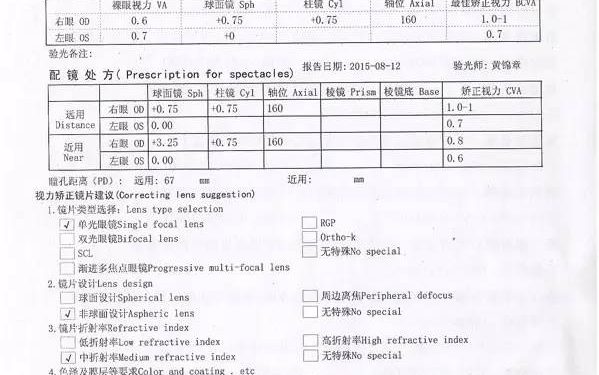 裸眼视力 VA 球面镜 Sph 柱镜 Cyl 轴位 Axial 最佳矫正视力 BCVA
右眼 OD 0.6 +0.75 +0.75 160 1.0-1
左眼 OS 0.7 +0 0.7
验光备注:
报告日期:2015-08-12 验光师:黄锦章
配 镜 处 方( Prescription for spectacles)
球面镜 Sph 柱镜 Cyl 轴位 Axial 棱镜 Prism 棱镜底 Base 矫正视力 CVA
远用 Distance 右眼 OD +0.75 +0.75 160 1.0-1
左眼 OS 0.00 0.7
近用 Near 右眼 OD +3.25 +0.75 160 0.8
左眼 OS 0.00 0.6
瞳孔距离(PD): 远用: 67 mm 近用: mm
视力矫正镜片建议(Correcting lens suggestion)
1.镜片类型选择: Lens type selection
√ 单光眼镜Single focal lens RGP
双光眼镜Bifocal lens Ortho-k
SCL 无特殊No special
渐进多焦点眼镜Progressive multi-focal lens
2.镜片设计Lens design
球面设计Spherical lens 周边离焦Peripheral defocus
√ 非球面设计Aspheric lens 无特殊No special
3.镜片折射率Refractive index
低折射率Low refractive index 高折射率High refractive index
√ 中折射率Medium refractive index 无特殊No special
4.色泽及膜层等要求Color and coating , etc